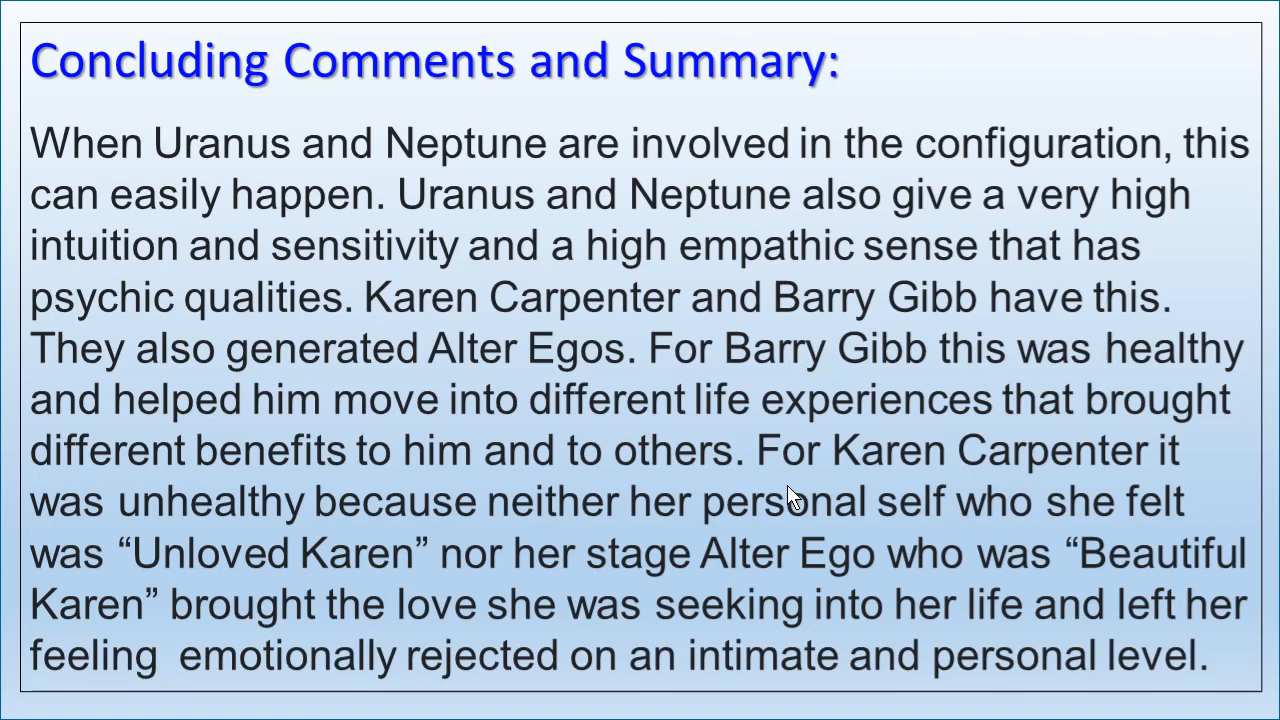 Concluding Comments and Summary:
When Uranus and Neptune are involved in the configuration, this
can easily happen. Uranus and Neptune also give a very high
intuition and sensitivity and a high empathic sense that has
psychic qualities. Karen Carpenter and Barry Gibb have this.
They also generated Alter Egos. For Barry Gibb this was healthy
and helped him move into different life experiences that brought
different benefits to him and to others. For Karen Carpenter it
was unhealthy because neither her personal self who she felt
was “Unloved Karen” nor her stage Alter Ego who was “Beautiful
Karen” brought the love she was seeking into her life and left her
feeling  emotionally rejected on an intimate and personal level.